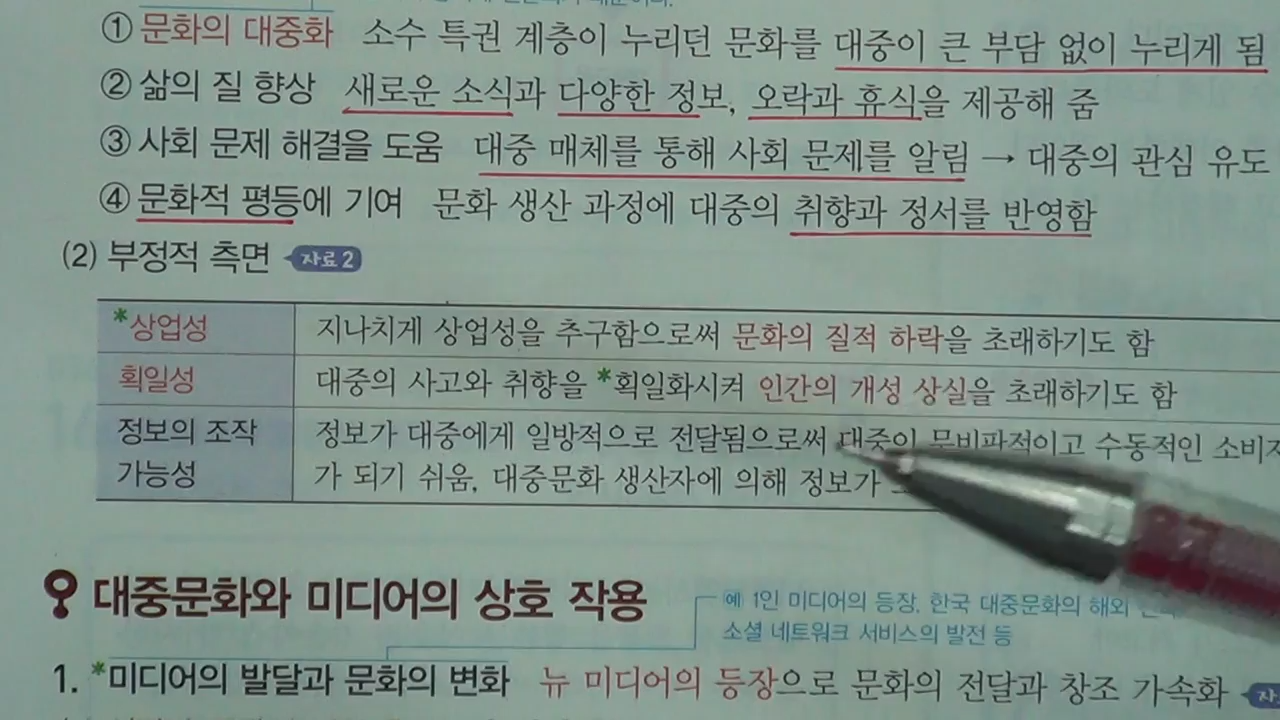 ① 문화의 대중화 소수 특권 계층이 누리던 문화를 대중이 큰 부담 없이 누리게 됨
② 삶의 질 향상 새로운 소식과 다양한 정보, 오락과 휴식을 제공해 줌
③ 사회 문제 해결을 도움 대중 매체를 통해 사회 문제를 알림 → 대중의 관심 유도
④ 문화적 평등에 기여 문화 생산 과정에 대중의 취향과 정서를 반영함
(2) 부정적 측면 자료 2
*상업성 지나치게 상업성을 추구함으로써 문화의 질적 하락을 초래하기도 함
획일성 대중의 사고와 취향을 *획일화시켜 인간의 개성 상실을 초래하기도 함
정보의 조작 가능성
정보가 대중에게 일방적으로 전달됨으로써 대중이 무비판적이고 수동적인 소비자
가 되기 쉬움, 대중문화 생산자에 의해 정보가
대중문화와 미디어의 상호 작용
예 1인 미디어의 등장, 한국 대중문화의 해외
소셜 네트워크 서비스의 발전 등
1. *미디어의 발달과 문화의 변화 뉴 미디어의 등장으로 문화의 전달과 창조 가속화